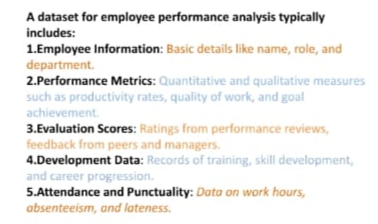 A dataset for employee performance analysis typically
includes:
1.Employee Information: Basic details like name, role, and
department.
2.Performance Metrics: Quantitative and qualitative measures
such as productivity rates, quality of work, and goal
achievement.
3.Evaluation Scores: Ratings from performance reviews,
feedback from peers and managers.
4.Development Data: Records of training, skill development,
and career progression.
5.Attendance and Punctuality: Data on work hours,
absenteeism, and lateness.